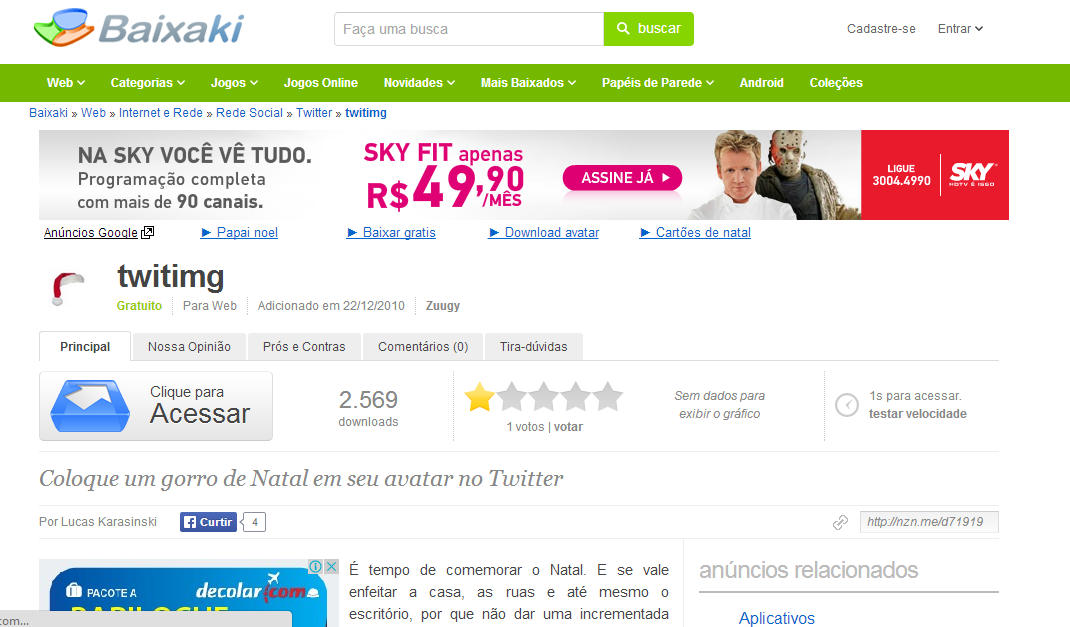 Baixaki
Faça uma busca
buscar
Cadastre-se
Entrar
Web
Categorias
Jogos
Jogos Online
Novidades
Mais Baixados
Papéis de Parede
Android
Coleções
Baixaki » Web » Internet e Rede » Rede Social » Twitter » twitimg
NA SKY VOCÊ VÊ TUDO.
Programação completa
com mais de 90 canais.
SKY FIT apenas
R$49,90
/MÊS
ASSINE JÁ
LIGUE
3004.4990
SKY
HDTV É ISSO
Anúncios Google
► Papai noel
► Baixar gratis
► Download avatar
► Cartões de natal
twitimg
Gratuito
Para Web
Adicionado em 22/12/2010
Zuugy
Principal
Nossa Opinião
Prós e Contras
Comentários (0)
Tira-dúvidas
Clique para
Acessar
2.569
downloads
1 votos | votar
Sem dados para
exibir o gráfico
1s para acessar.
testar velocidade
Coloque um gorro de Natal em seu avatar no Twitter
Por Lucas Karasinski
Curtir
4
http://nzn.me/d71919
PACOTE A
decolar.com
BARILOCHE
É tempo de comemorar o Natal. E se vale
enfeitar a casa, as ruas e até mesmo o
escritório, por que não dar uma incrementada
anúncios relacionados
Aplicativos
com...